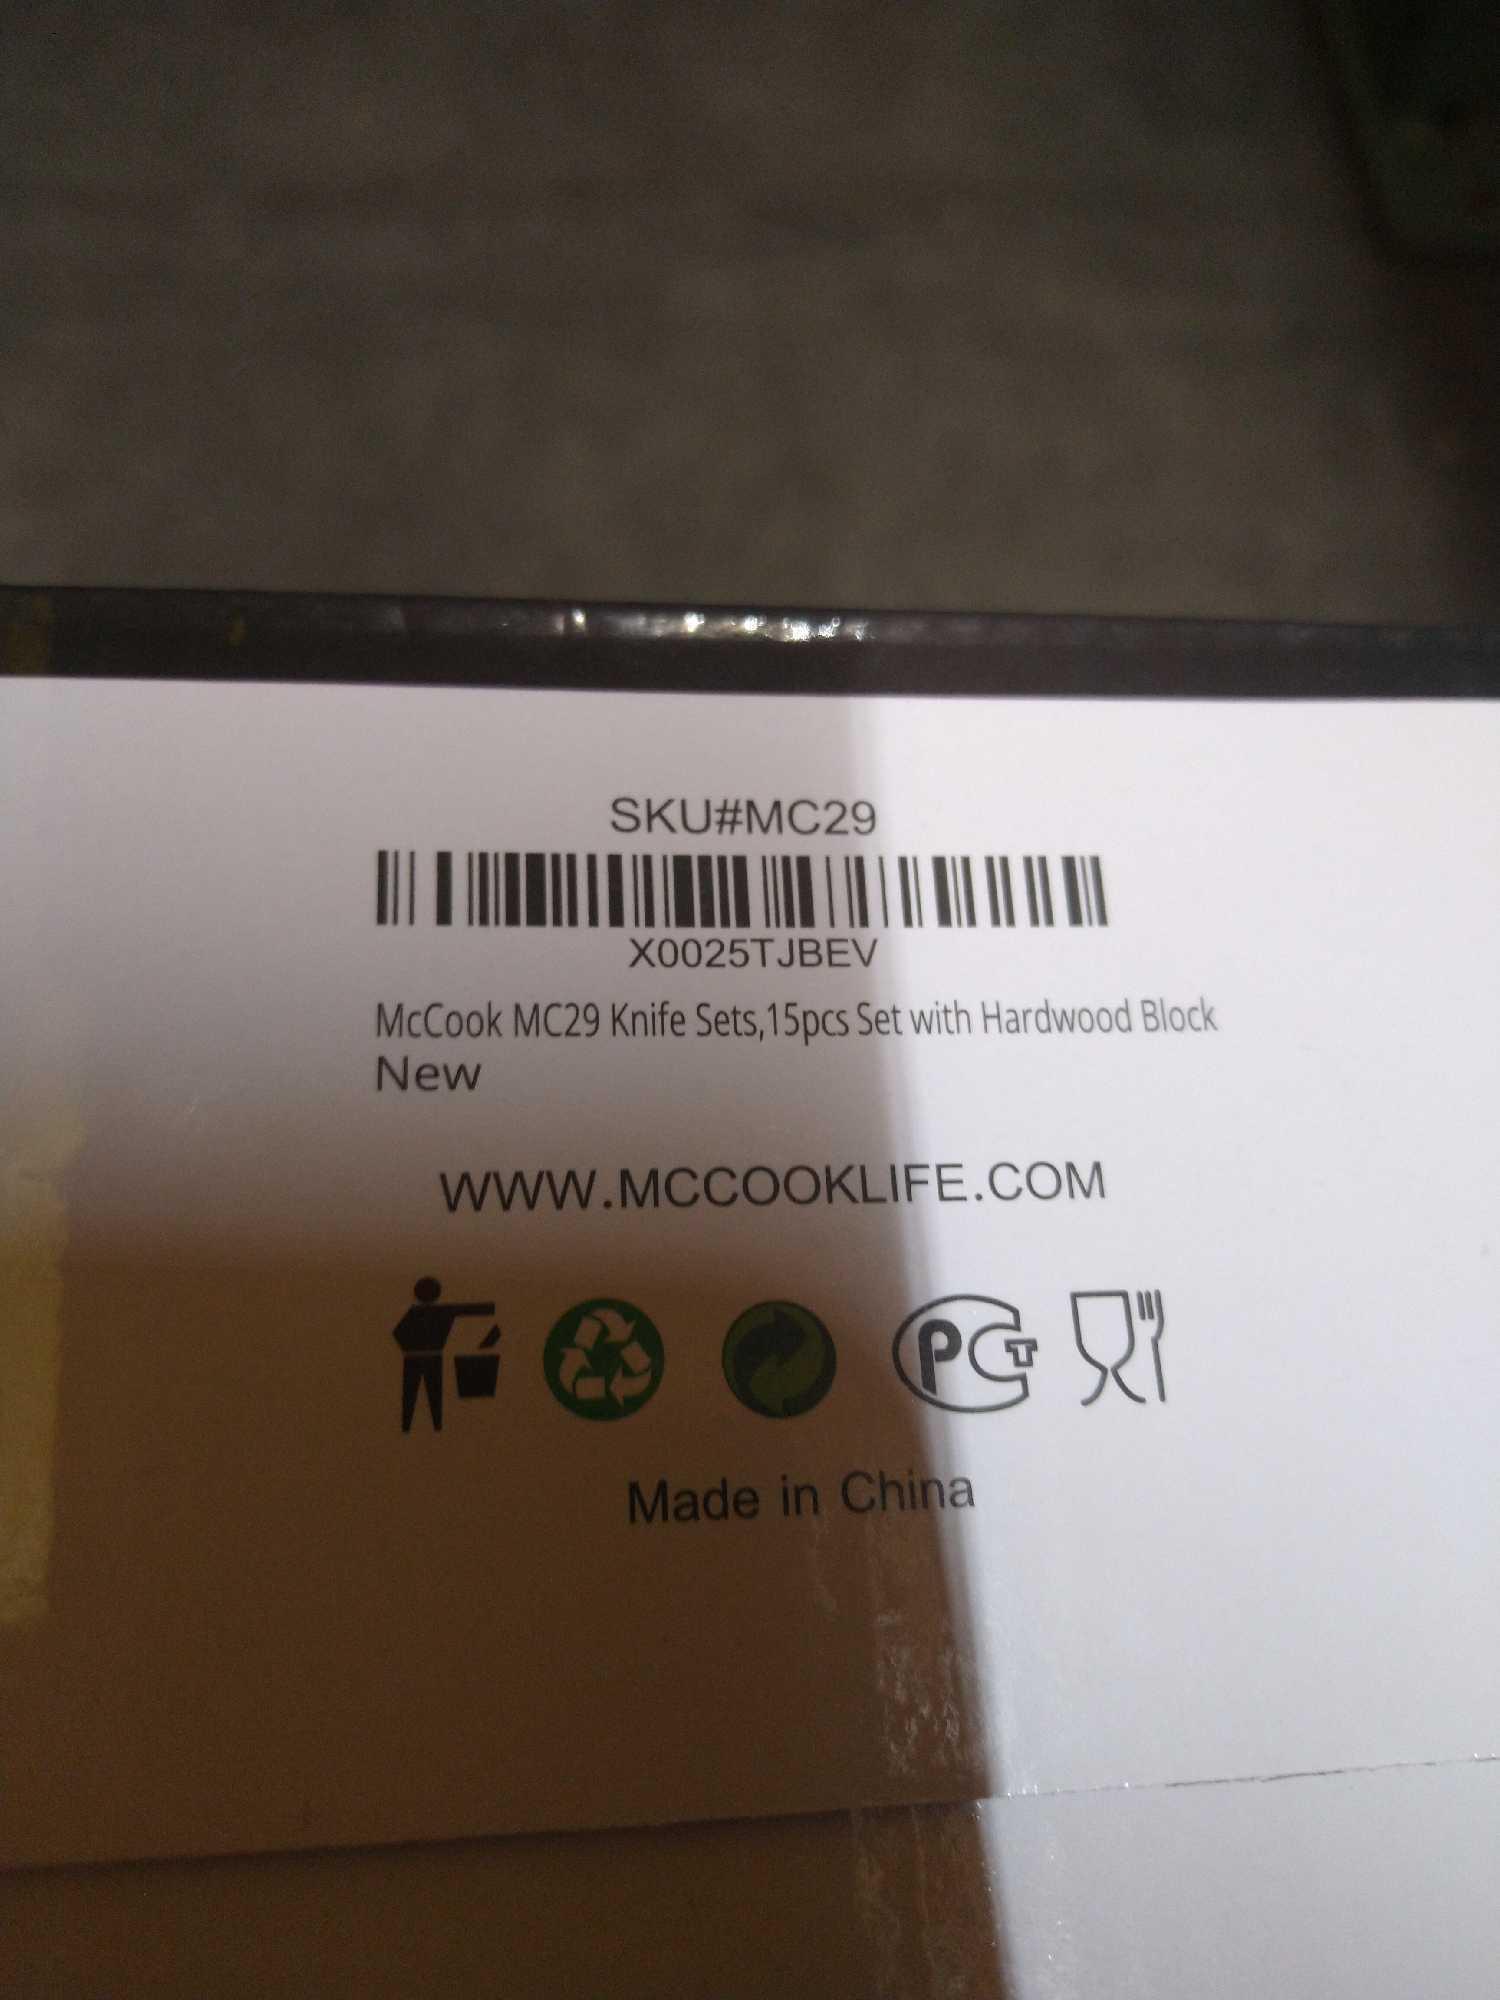 SKU#MC29
X0025TJBEV
McCook MC29 Knife Sets,15pcs Set with Hardwood Block
New
WWW.MCCOOKLIFE.COM
РСТ
Made in China